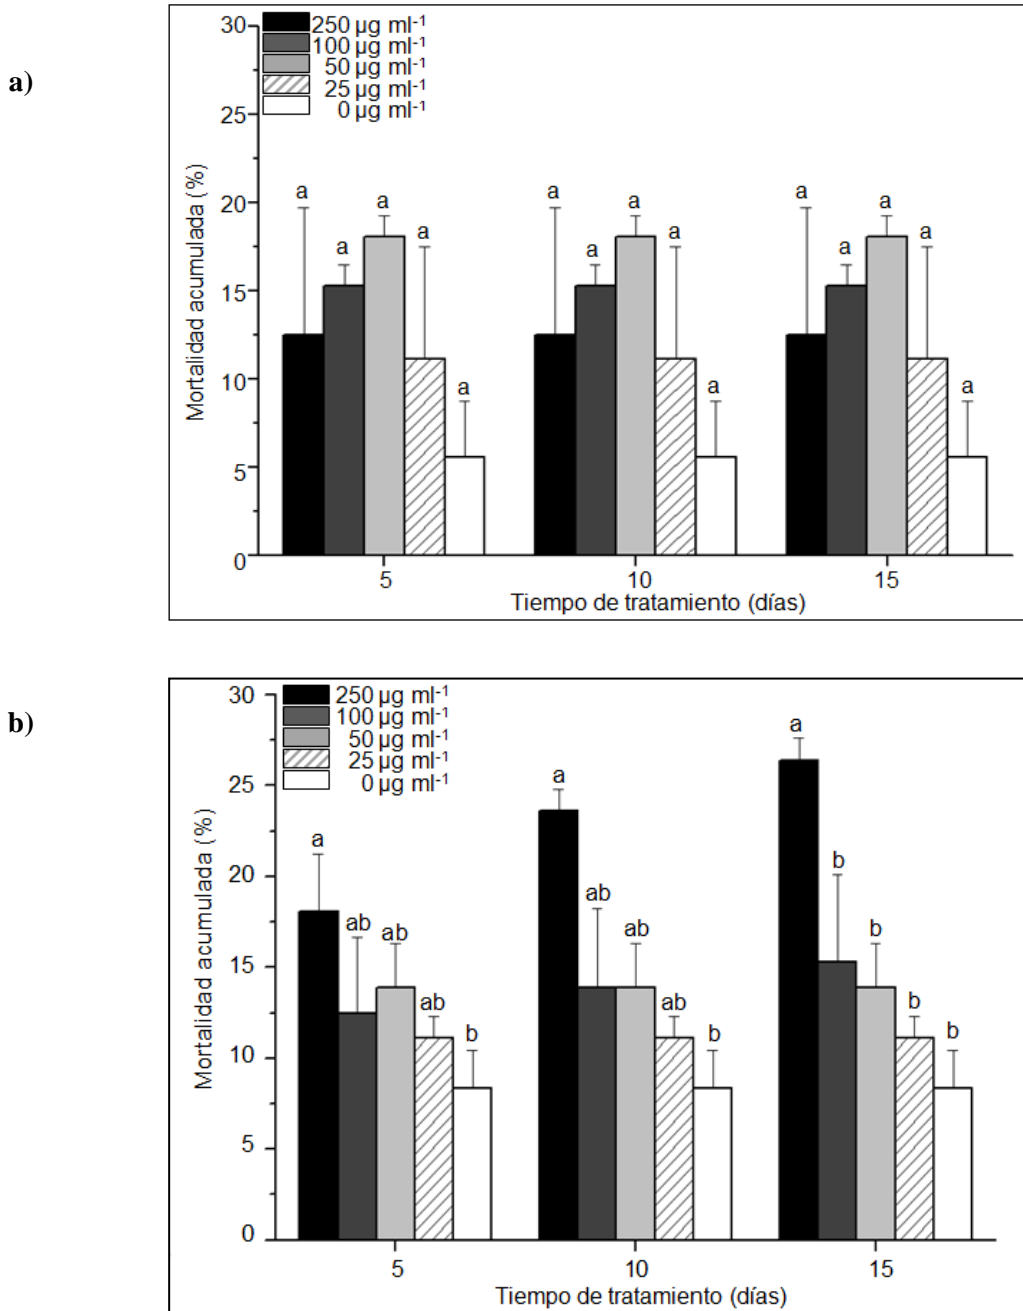 a)
30
25
20
15
10
5
0
Mortalidad acumulada (%)
250 µg ml-1
100 µg ml-1
50 µg ml-1
25 µg ml-1
0 µg ml-1
a a a a a
a a a a a
a a a a a
5 10 15
Tiempo de tratamiento (días)
b)
30
25
20
15
10
5
0
Mortalidad acumulada (%)
250 µg ml-1
100 µg ml-1
50 µg ml-1
25 µg ml-1
0 µg ml-1
a ab ab ab b
a ab ab ab b
a b b b b
5 10 15
Tiempo de tratamiento (días)